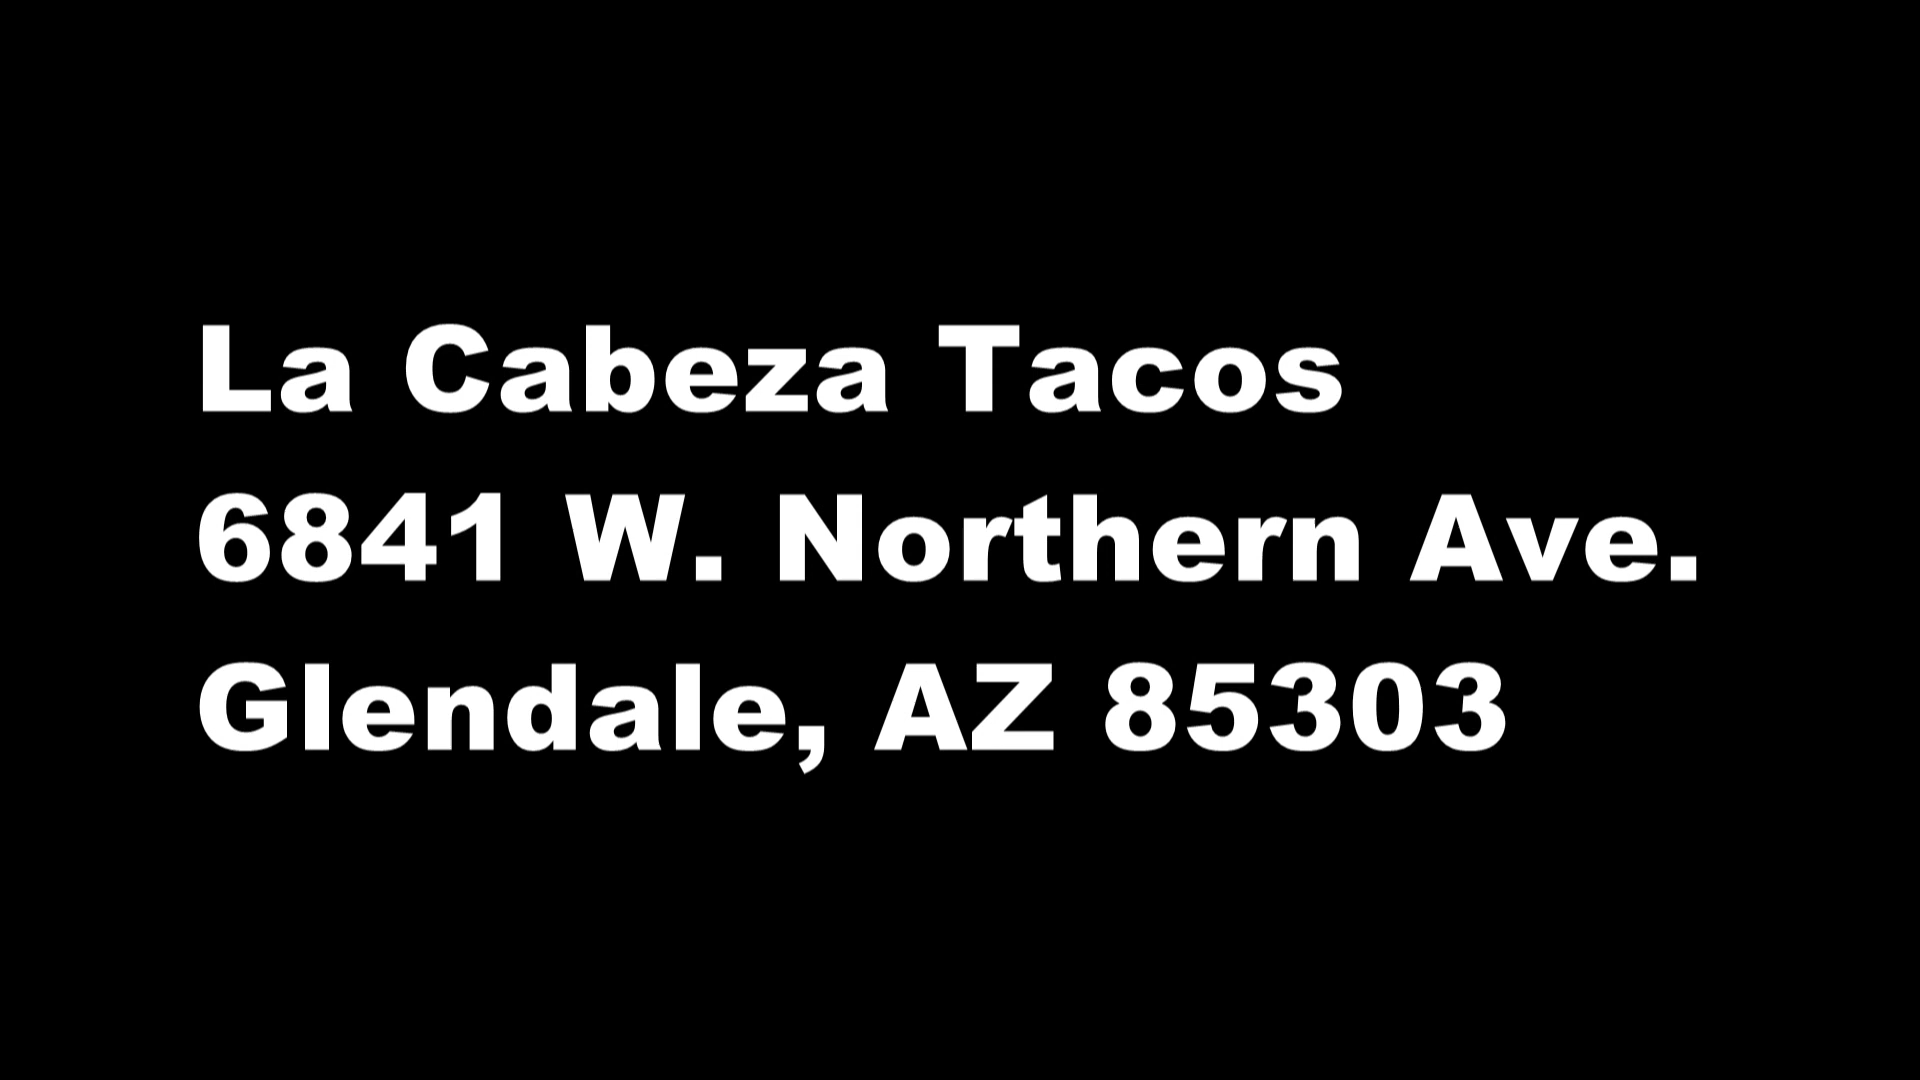 La Cabeza Tacos
6841 W. Northern Ave.
Glendale, AZ 85303